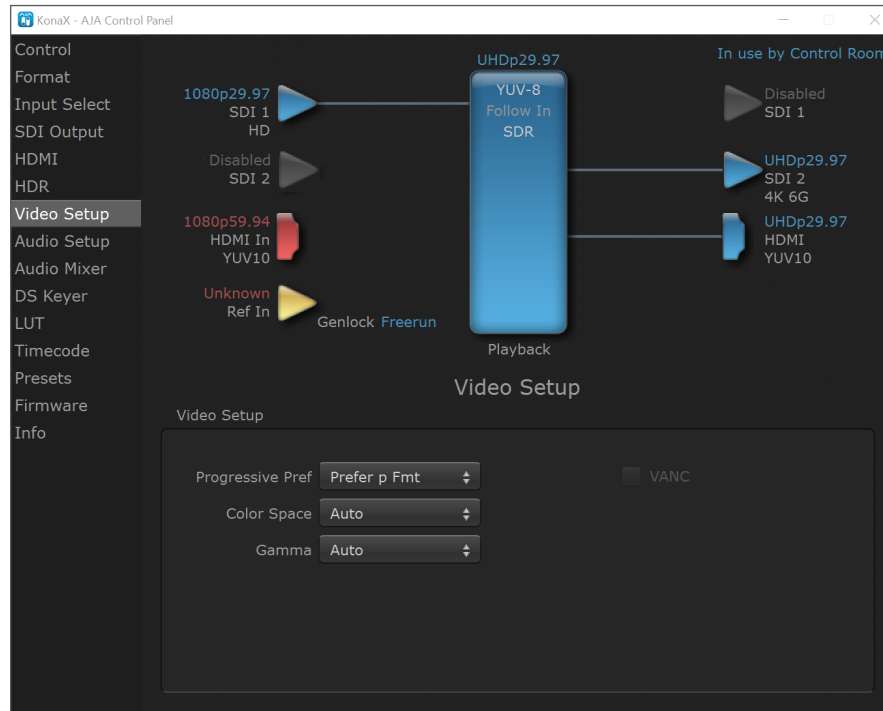 KonaX - AJA Control Panel
Control
Format
Input Select
SDI Output
HDMI
HDR
Video Setup
Audio Setup
Audio Mixer
DS Keyer
LUT
Timecode
Presets
Firmware
Info
In use by Control Room
1080p29.97
SDI 1
HD
Disabled
SDI 2
1080p59.94
HDMI In
YUV10
Unknown
Ref In
Genlock Freerun
UHDp29.97
YUV-8
Follow In
SDR
Playback
Disabled
SDI 1
UHDp29.97
SDI 2
4K 6G
UHDp29.97
HDMI
YUV10
Video Setup
Video Setup
Progressive Pref Prefer p Fmt
VANC
Color Space Auto
Gamma Auto